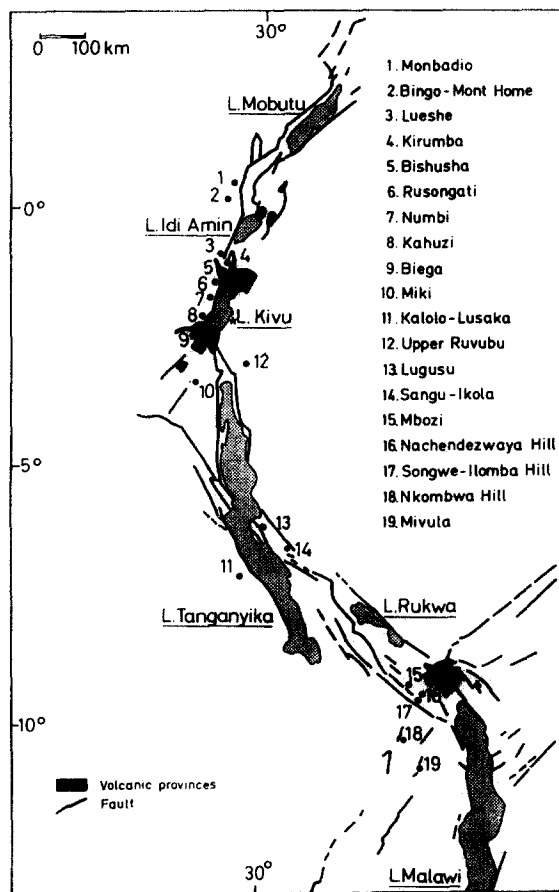 0 100 km
30°
L. Mobutu
1
2
0°
L. Idi Amin
3
4
5
6
7
8
L. Kivu
9
12
10
5°
13
14
11
L. Tanganyika
L. Rukwa
15
16
17
10°
18
19
Volcanic provinces
Fault
30°
L. Malawi
1. Monbadio
2. Bingo-Mont Home
3. Lueshe
4. Kirumba
5. Bishusha
6. Rusongati
7. Numbi
8. Kahuzi
9. Biega
10. Miki
11. Kalolo-Lusaka
12. Upper Ruvubu
13. Lugusu
14. Sangu-Ikola
15. Mbozi
16. Nachendezwaya Hill
17. Songwe-Ilomba Hill
18. Nkombwa Hill
19. Mivula